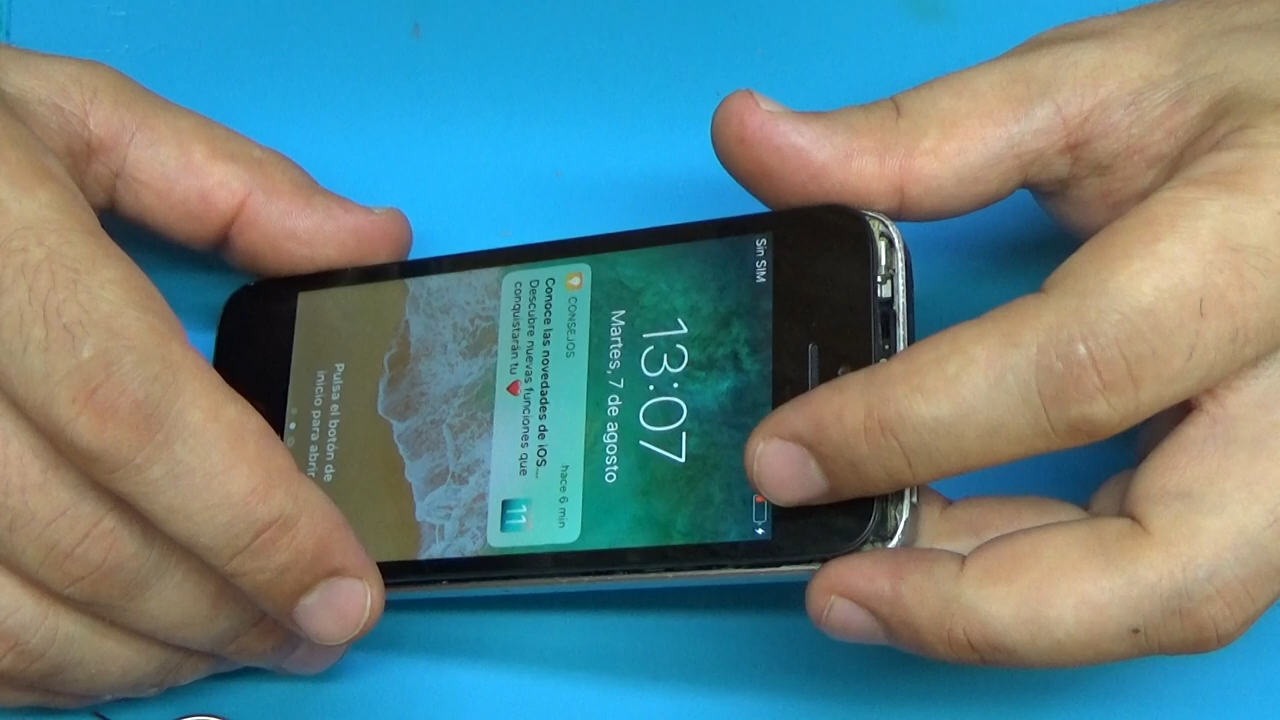 Sin SIM
13:07
Martes, 7 de agosto
CONSEJOS
hace 6 min
Conoce las novedades de iOS...
Descubre nuevas funciones que
conquistarán tu ❤️
11
Pulsa el botón de
inicio para abrir